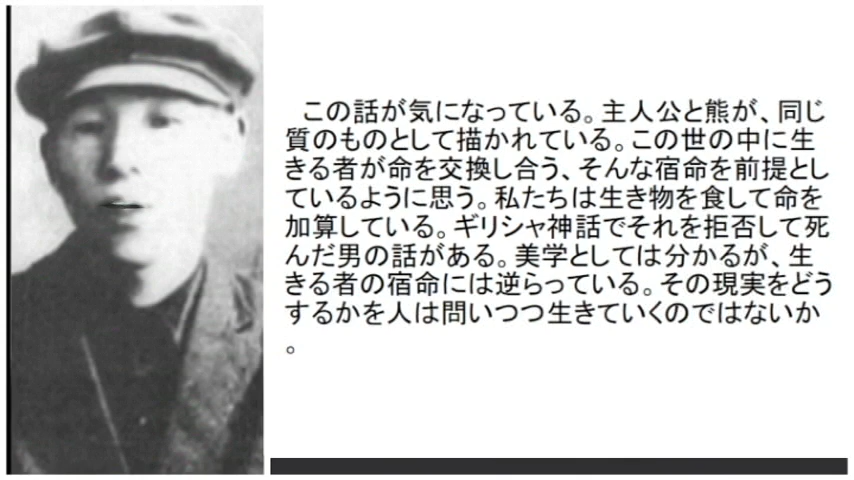 この話が気になっている。主人公と熊が、同じ
質のものとして描かれている。この世の中に生
きる者が命を交換し合う、そんな宿命を前提とし
ているように思う。私たちは生き物を食して命を
加算している。ギリシャ神話でそれを拒否して死
んだ男の話がある。美学としては分かるが、生
きる者の宿命には逆らっている。その現実をどう
するかを人は問いつつ生きていくのではないか
。